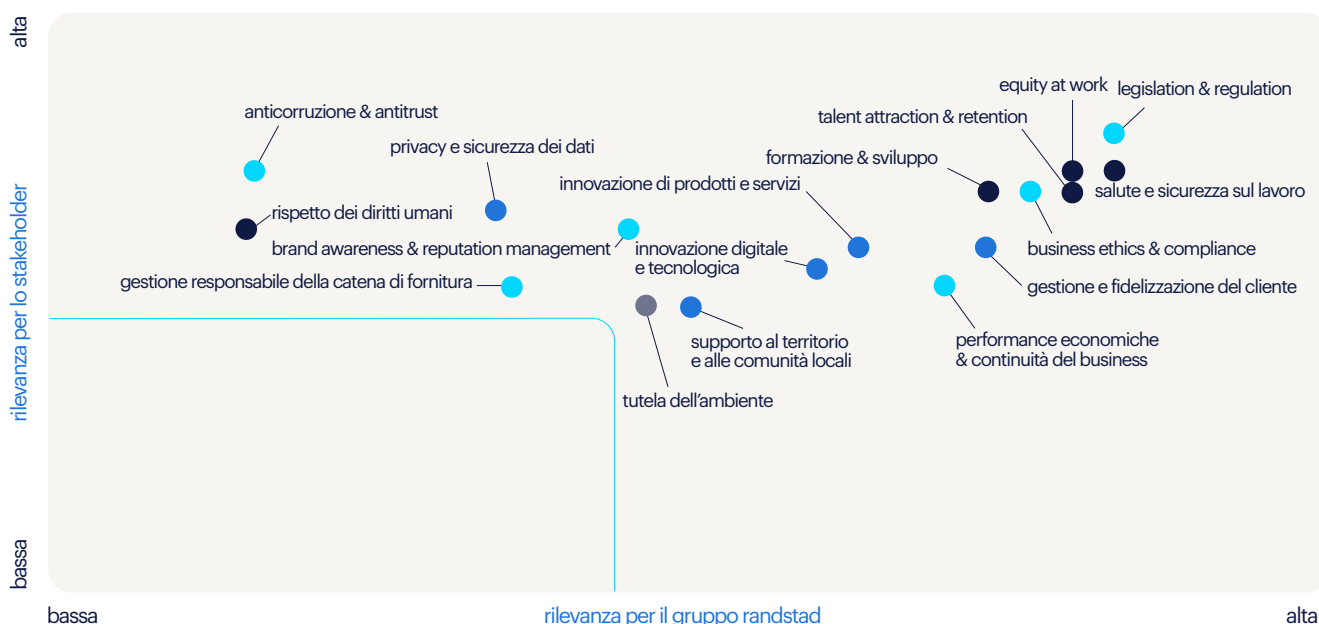 alta
equity at work
legislation & regulation
anticorruzione & antitrust
talent attraction & retention
privacy e sicurezza dei dati
formazione & sviluppo
innovazione di prodotti e servizi
salute e sicurezza sul lavoro
rispetto dei diritti umani
brand awareness & reputation management
innovazione digitale
e tecnologica
business ethics & compliance
gestione responsabile della catena di fornitura
gestione e fidelizzazione del cliente
supporto al territorio
e alle comunità locali
performance economiche
& continuità del business
tutela dell’ambiente
rilevanza per lo stakeholder
bassa
bassa
rilevanza per il gruppo randstad
alta